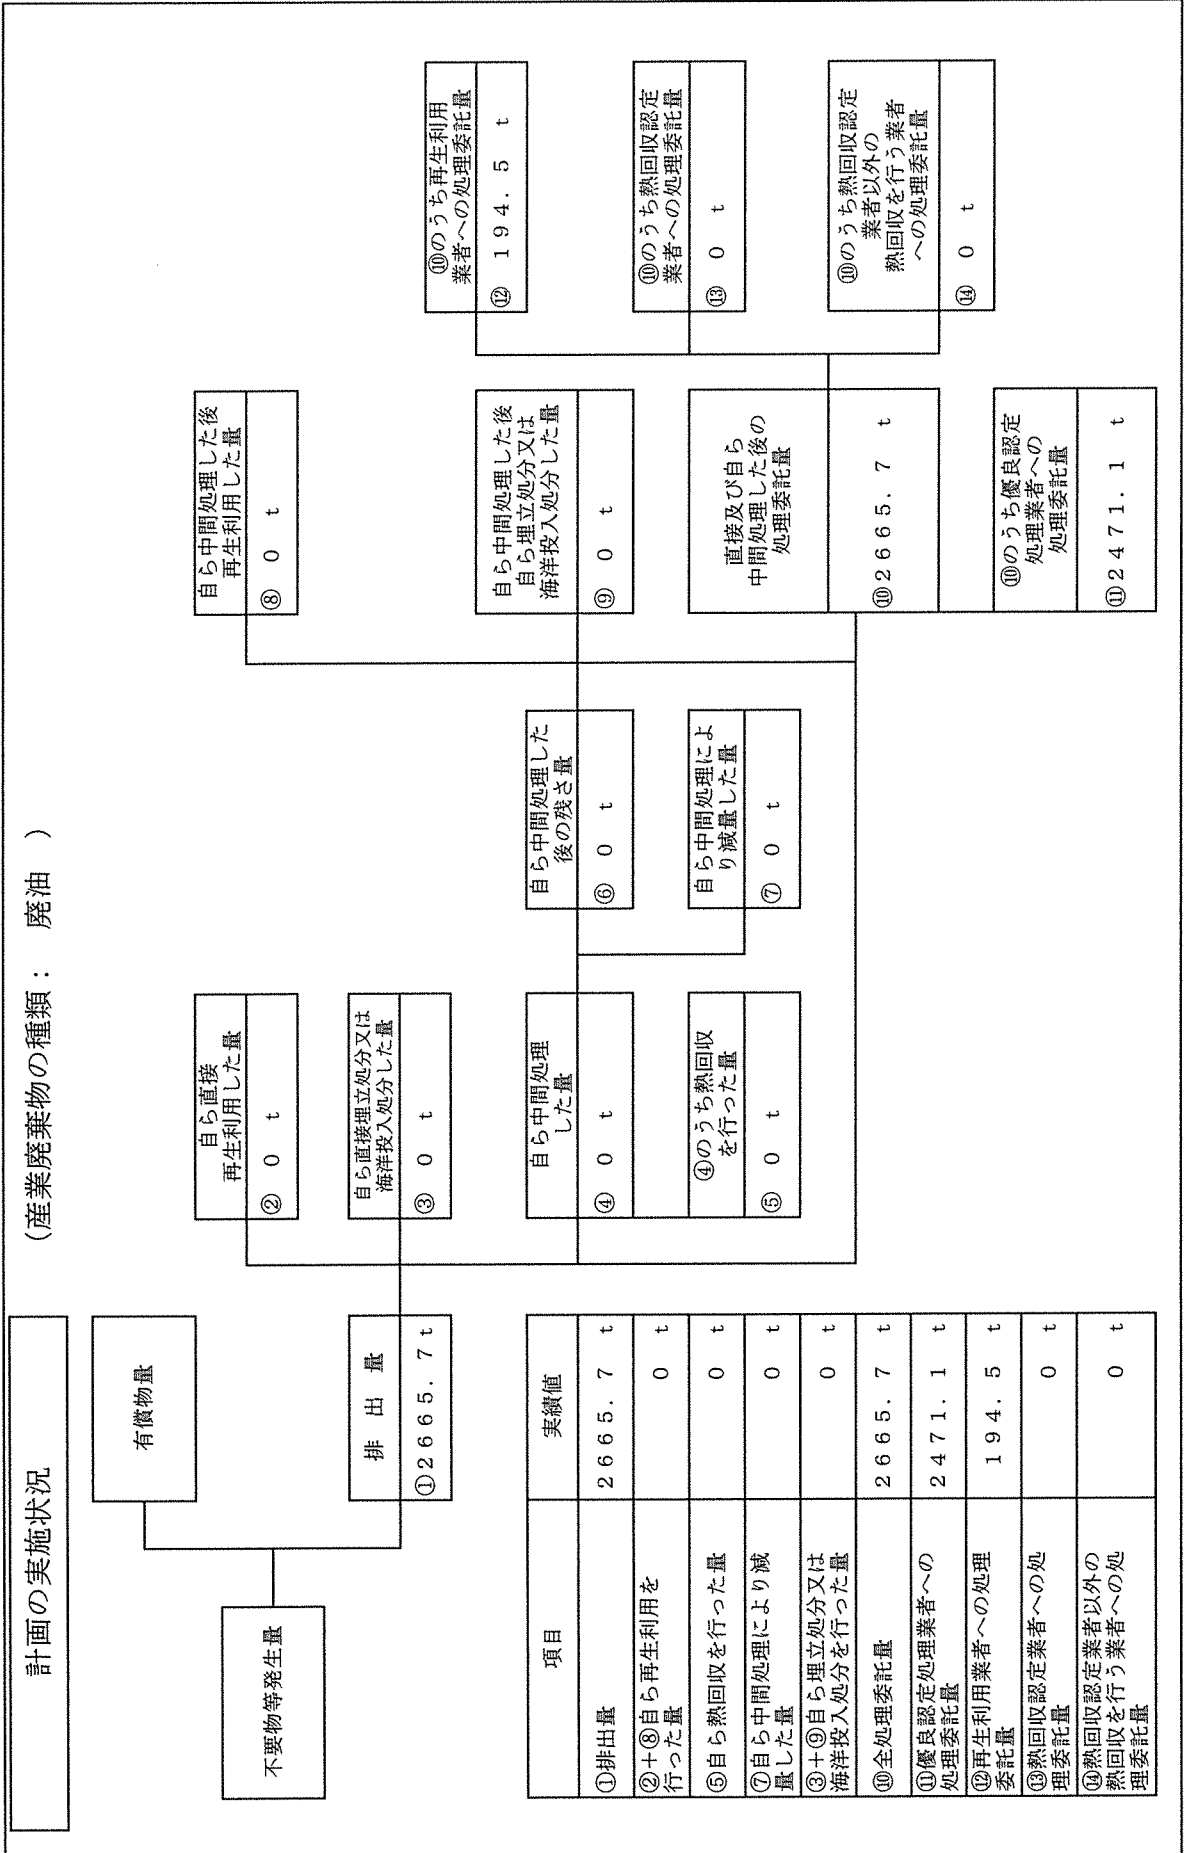 計画の実施状況
(産業廃棄物の種類： 廃油 )
不要物等発生量
有償物量
排 出 量
①2665.7t
自ら直接
再生利用した量
② 0 t
自ら直接埋立処分又は
海洋投入処分した量
③ 0 t
自ら中間処理
した量
④ 0 t
④のうち熱回収
を行った量
⑤ 0 t
自ら中間処理した
後の残さ量
⑥ 0 t
自ら中間処理によ
り減量した量
⑦ 0 t
自ら中間処理した後
再生利用した量
⑧ 0 t
自ら中間処理した後
自ら埋立処分又は
海洋投入処分した量
⑨ 0 t
直接及び自ら
中間処理した後の
処理委託量
⑩2665.7 t
⑩のうち優良認定
処理業者への
処理委託量
⑪2471.1 t
⑩のうち再生利用
業者への処理委託量
⑫ 194.5 t
⑩のうち熱回収認定
業者への処理委託量
⑬ 0 t
⑩のうち熱回収認定
業者以外の
熱回収を行う業者
への処理委託量
⑭ 0 t
項目 実績値
①排出量 2665.7 t
②＋⑧自ら再生利用を
行った量 0 t
⑤自ら熱回収を行った量 0 t
⑦自ら中間処理により減
量した量 0 t
③＋⑨自ら埋立処分又は
海洋投入処分を行った量 0 t
⑩全処理委託量 2665.7 t
⑪優良認定処理業者への
処理委託量 2471.1 t
⑫再生利用業者への処理
委託量 194.5 t
⑬熱回収認定業者への処
理委託量 0 t
⑭熱回収認定業者以外の
熱回収を行う業者への処
理委託量 0 t